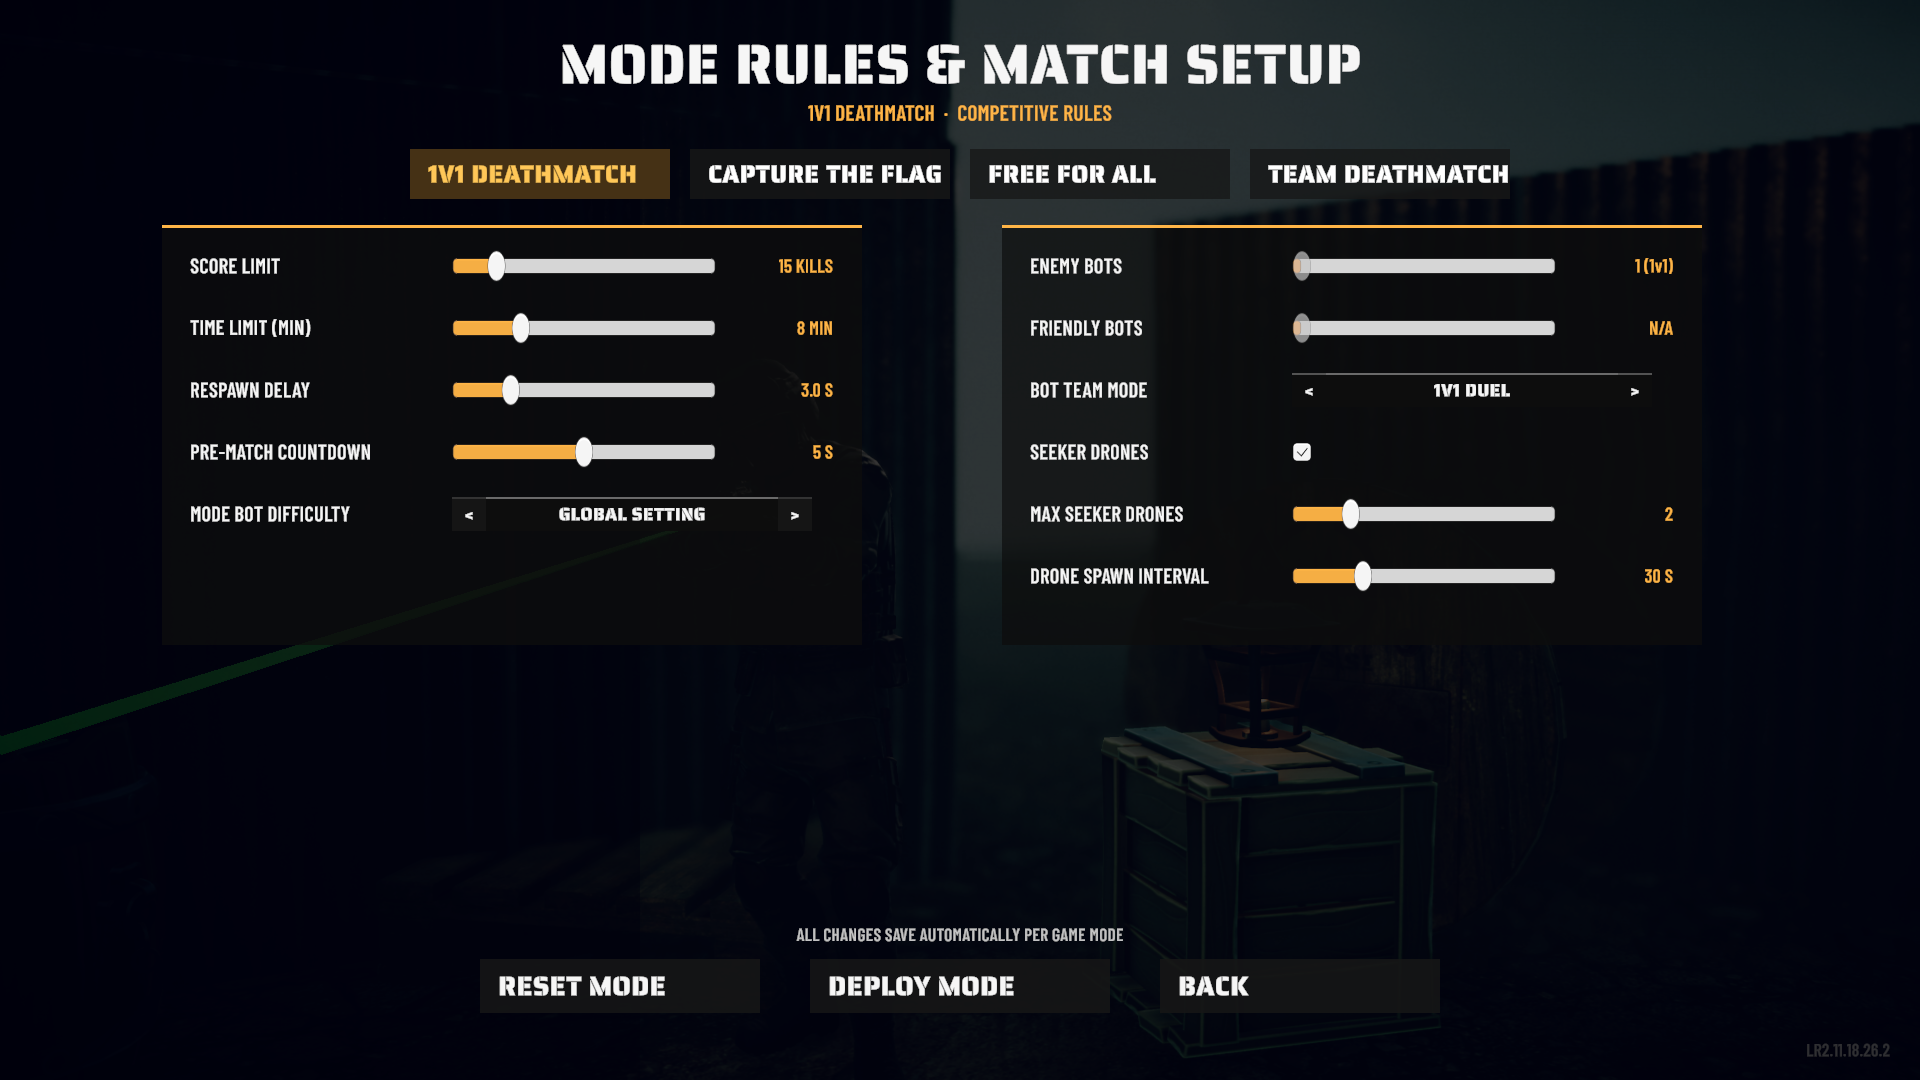 MODE RULES & MATCH SETUP
1V1 DEATHMATCH · COMPETITIVE RULES
1V1 DEATHMATCH
CAPTURE THE FLAG
FREE FOR ALL
TEAM DEATHMATCH
SCORE LIMIT
15 KILLS
TIME LIMIT (MIN)
8 MIN
RESPAWN DELAY
3.0 S
PRE-MATCH COUNTDOWN
5 S
MODE BOT DIFFICULTY
< GLOBAL SETTING >
ENEMY BOTS
1 (1v1)
FRIENDLY BOTS
N/A
BOT TEAM MODE
< 1V1 DUEL >
SEEKER DRONES
MAX SEEKER DRONES
2
DRONE SPAWN INTERVAL
30 S
ALL CHANGES SAVE AUTOMATICALLY PER GAME MODE
RESET MODE
DEPLOY MODE
BACK
LR2.11.18.26.2